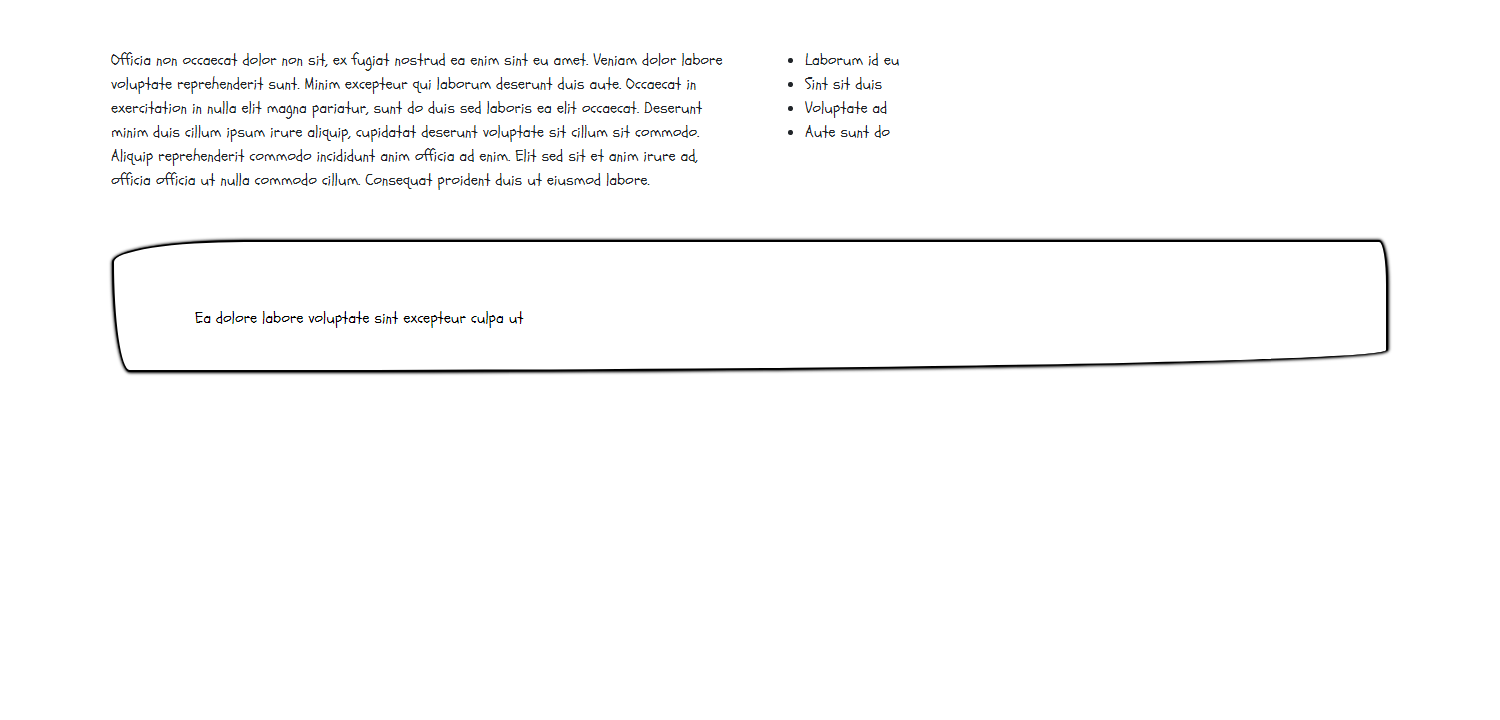 Officia non occaecat dolor non sit, ex fugiat nostrud ea enim sint eu amet. Veniam dolor labore
voluptate reprehenderit sunt. Minim excepteur qui laborum deserunt duis aute. Occaecat in
exercitation in nulla elit magna pariatur, sunt do duis sed laboris ea elit occaecat. Deserunt
minim duis cillum ipsum irure aliquip, cupidatat deserunt voluptate sit cillum sit commodo.
Aliquip reprehenderit commodo incididunt anim officia ad enim. Elit sed sit et anim irure ad,
officia officia ut nulla commodo cillum. Consequat proident duis ut eiusmod labore.
Laborum id eu
Sint sit duis
Voluptate ad
Aute sunt do
Ea dolore labore voluptate sint excepteur culpa ut